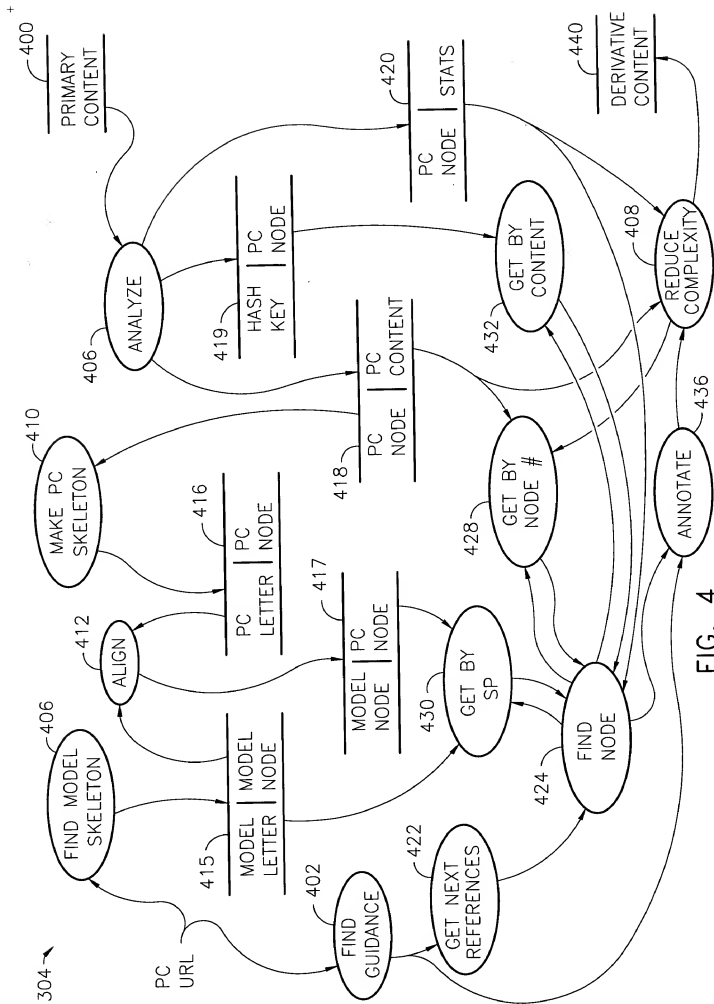 304
PC
URL
406
FIND MODEL
SKELETON
412
ALIGN
410
MAKE PC
SKELETON
406
ANALYZE
400
PRIMARY
CONTENT
415
MODEL
LETTER
MODEL
NODE
416
PC
LETTER
PC
NODE
417
MODEL
NODE
PC
NODE
418
PC
NODE
PC
CONTENT
419
HASH
KEY
PC
NODE
420
PC
NODE
STATS
402
FIND
GUIDANCE
422
GET NEXT
REFERENCES
430
GET BY
SP
428
GET BY
NODE #
432
GET BY
CONTENT
424
FIND
NODE
436
ANNOTATE
408
REDUCE
COMPLEXITY
440
DERIVATIVE
CONTENT
FIG. 4
+